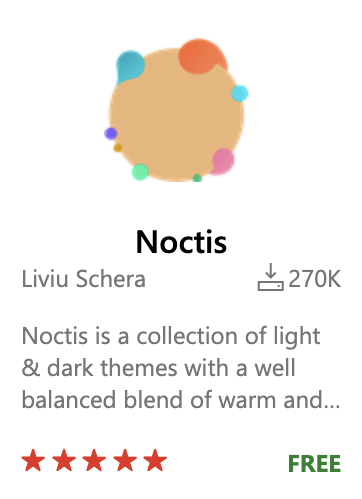 Noctis
Liviu Schera 270K
Noctis is a collection of light
& dark themes with a well
balanced blend of warm and...
FREE